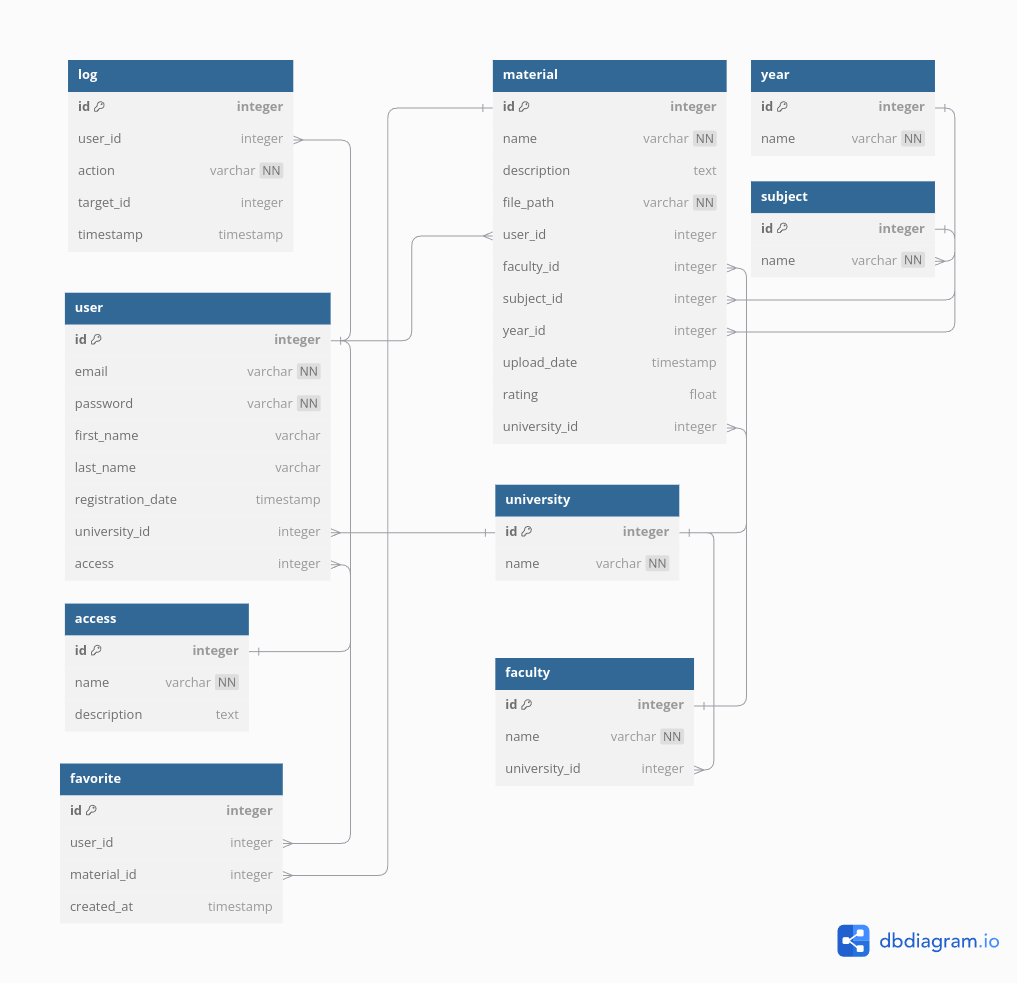 log
id integer
user_id integer
action varchar NN
target_id integer
timestamp timestamp
user
id integer
email varchar NN
password varchar NN
first_name varchar
last_name varchar
registration_date timestamp
university_id integer
access integer
access
id integer
name varchar NN
description text
favorite
id integer
user_id integer
material_id integer
created_at timestamp
material
id integer
name varchar NN
description text
file_path varchar NN
user_id integer
faculty_id integer
subject_id integer
year_id integer
upload_date timestamp
rating float
university_id integer
university
id integer
name varchar NN
faculty
id integer
name varchar NN
university_id integer
year
id integer
name varchar NN
subject
id integer
name varchar NN
dbdiagram.io